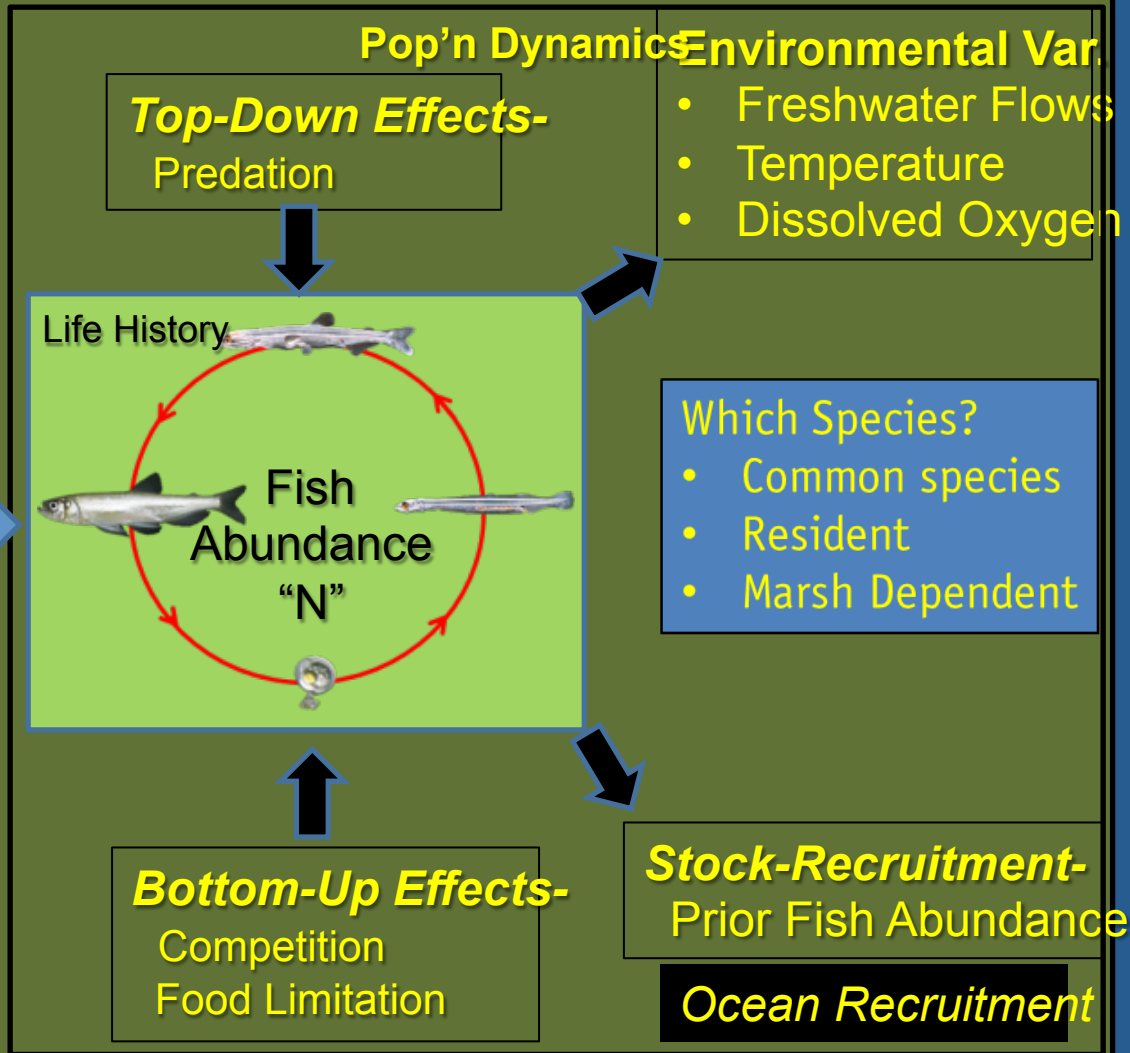 Pop’n Dynamics
Environmental Var.
• Freshwater Flows
• Temperature
• Dissolved Oxygen
Top-Down Effects-
Predation
Life History
Fish
Abundance
“N”
Which Species?
• Common species
• Resident
• Marsh Dependent
Bottom-Up Effects-
Competition
Food Limitation
Stock-Recruitment-
Prior Fish Abundance
Ocean Recruitment